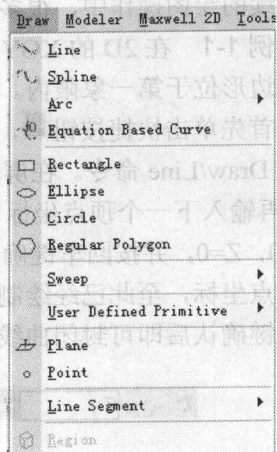 Draw Modeler Maxwell 2D Tools
Line
Spline
Arc
Equation Based Curve
Rectangle
Ellipse
Circle
Regular Polygon
Sweep
User Defined Primitive
Plane
Point
Line Segment
Region